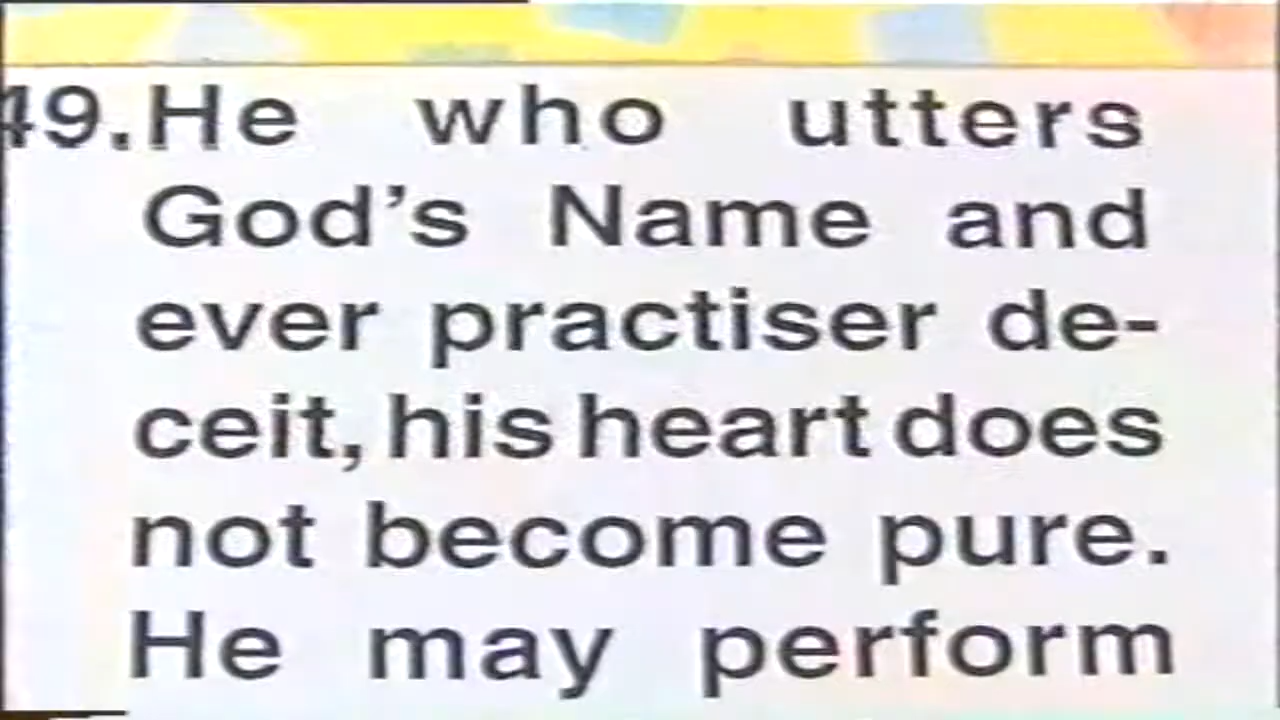 49. He who utters
God's Name and
ever practiser de-
ceit, his heart does
not become pure.
He may perform